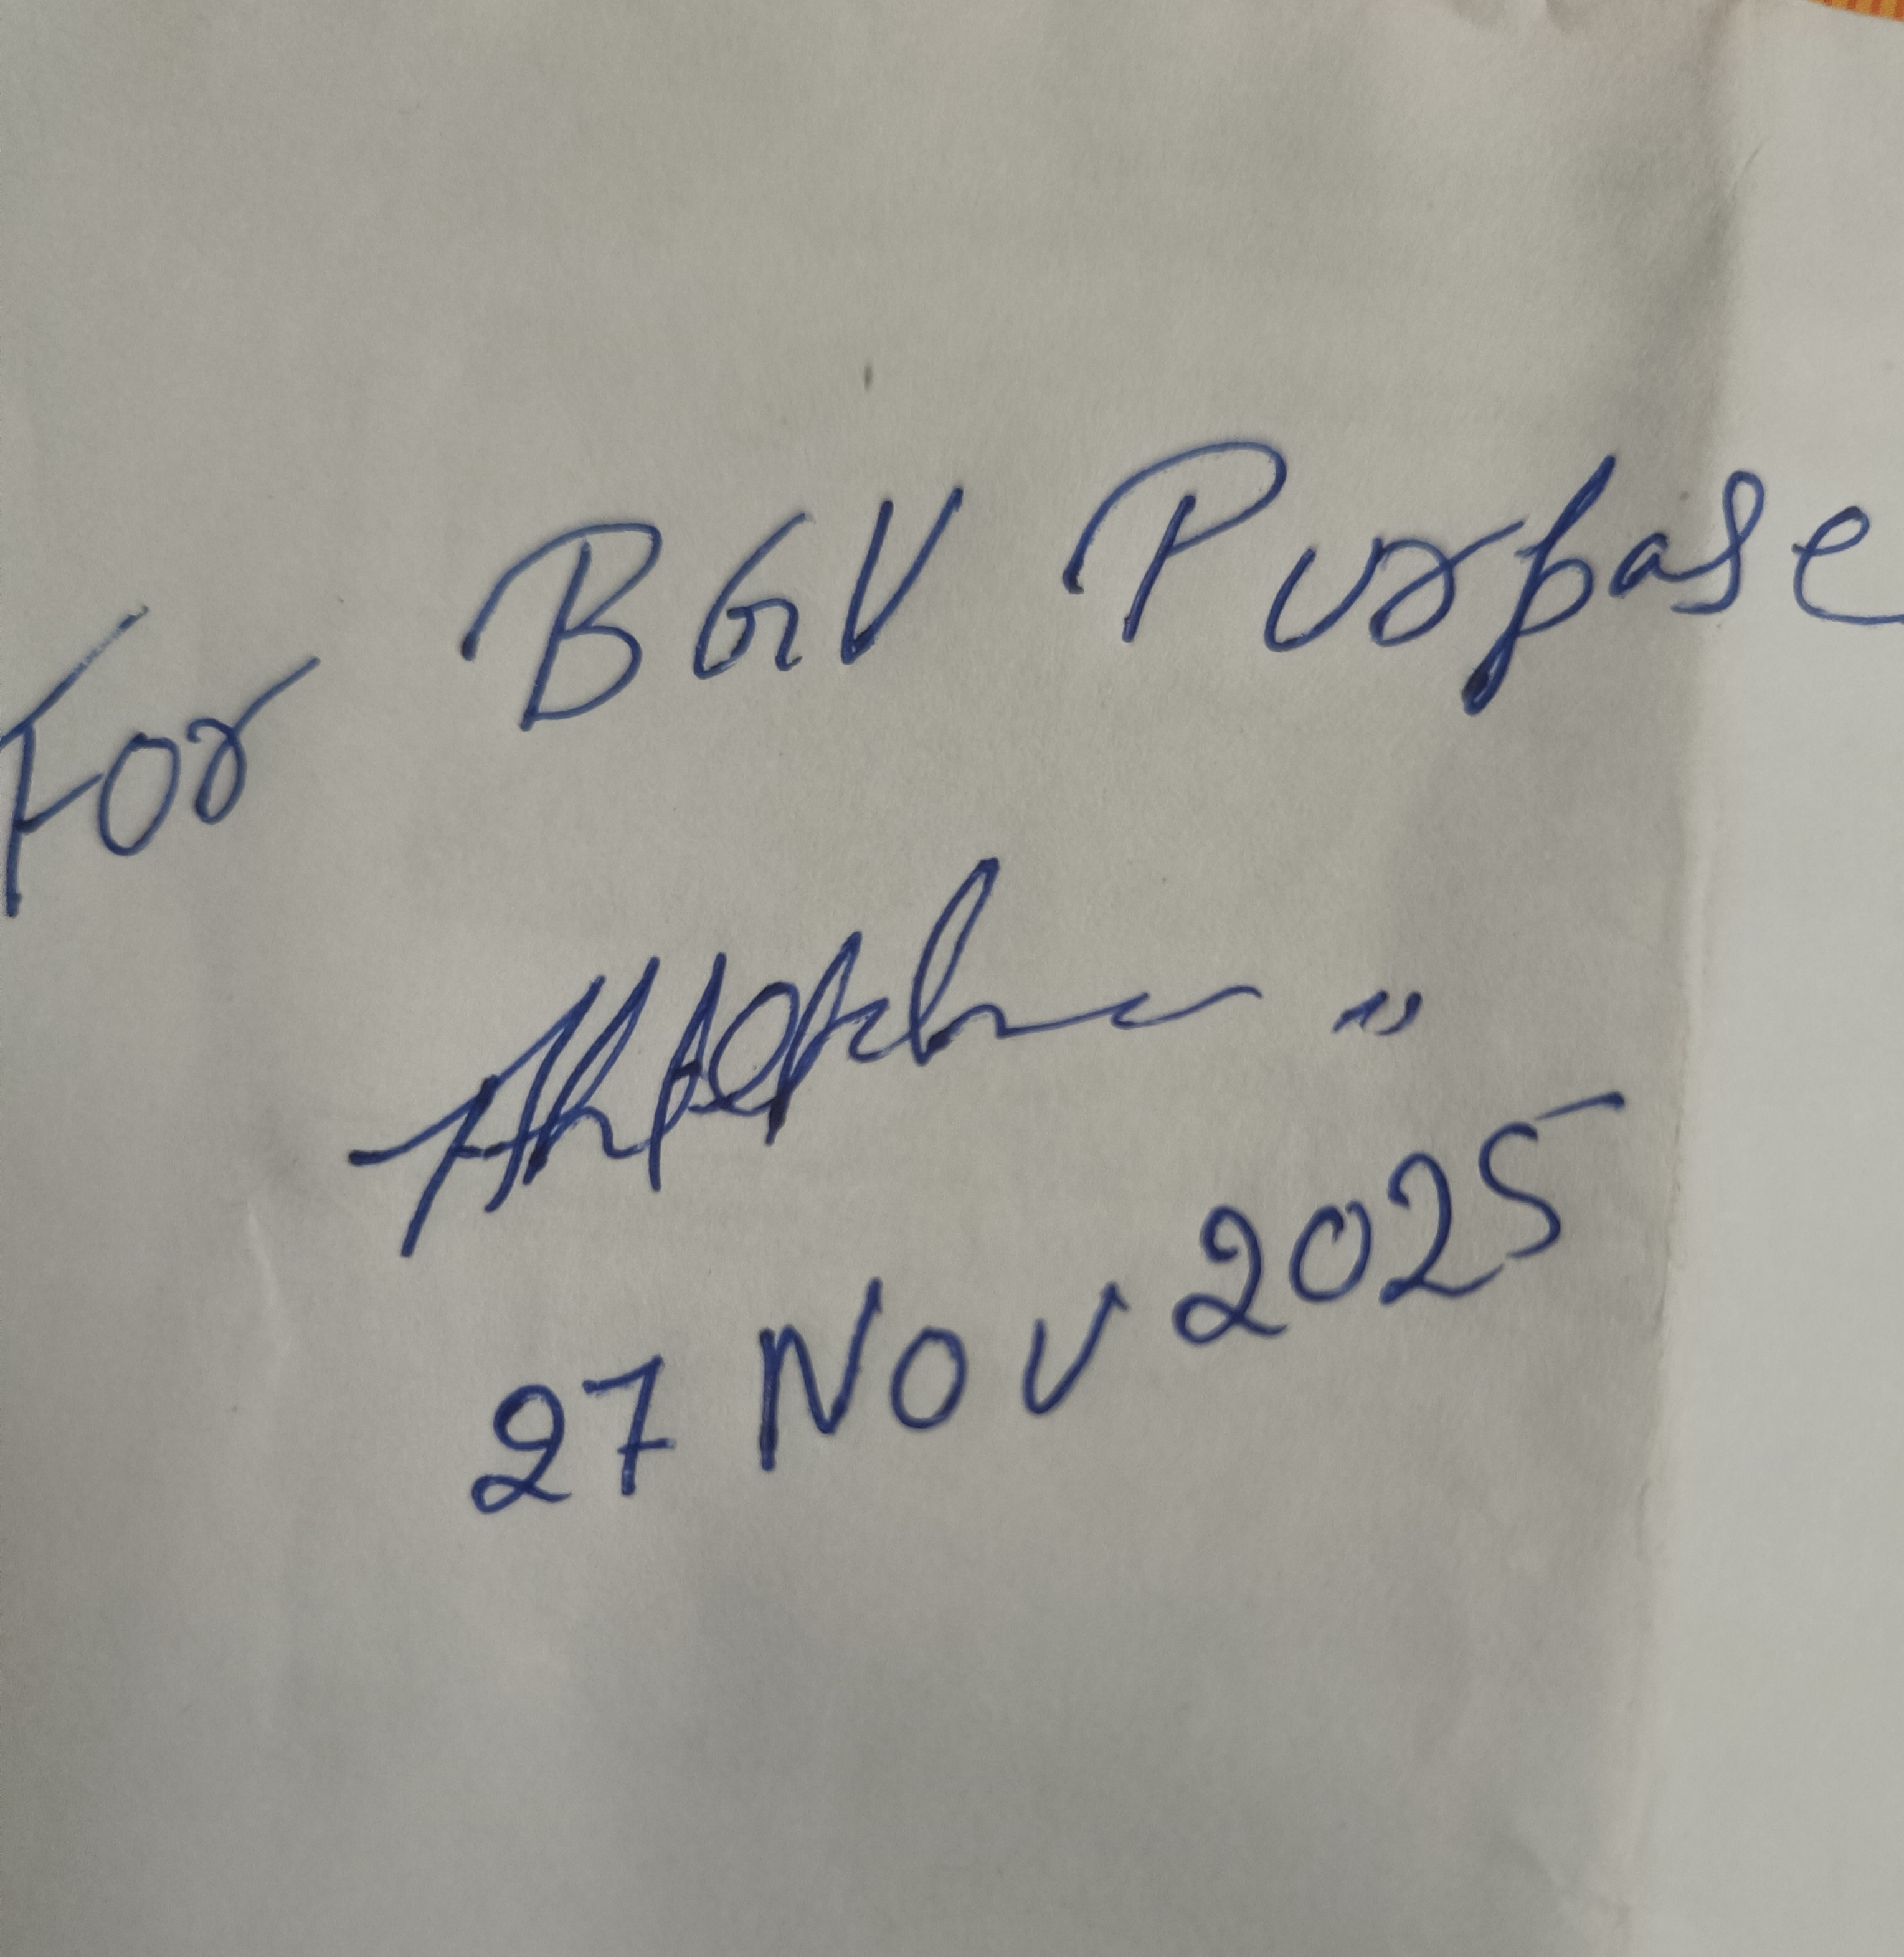 For BGV Purpose
27 NOV 2025